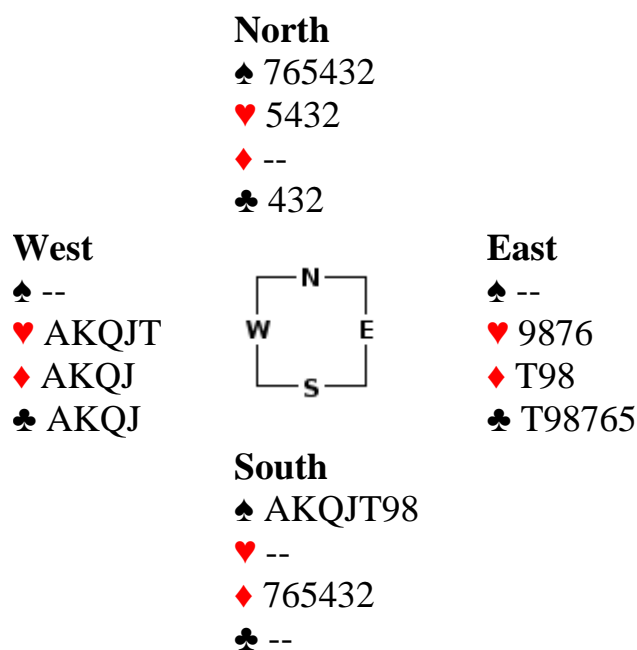 North
♠ 765432
♥ 5432
♦ --
♣ 432
West
♠ --
♥ AKQJT
♦ AKQJ
♣ AKQJ
N
W E
S
East
♠ --
♥ 9876
♦ T98
♣ T98765
South
♠ AKQJT98
♥ --
♦ 765432
♣ --